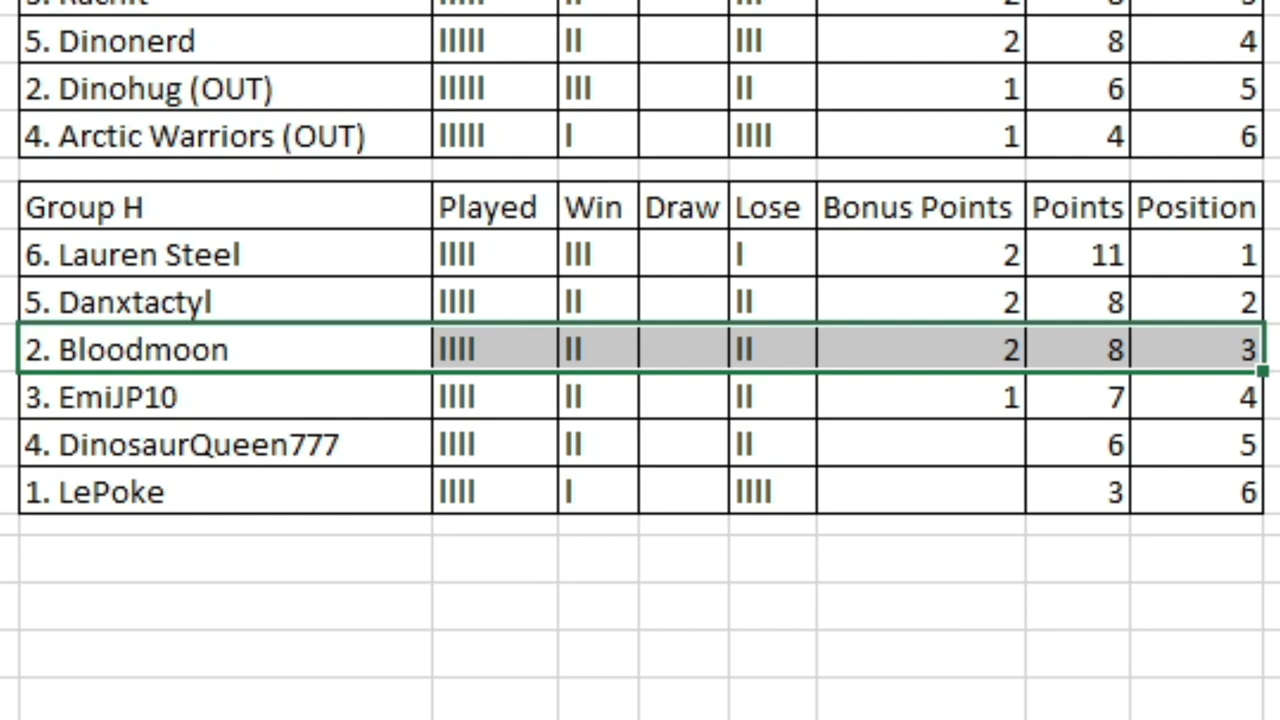 5. Dinonerd IIIII II III 2 8 4
2. Dinohug (OUT) IIIII III II 1 6 5
4. Arctic Warriors (OUT) IIIII I IIII 1 4 6
Group H Played Win Draw Lose Bonus Points Points Position
6. Lauren Steel IIII III I 2 11 1
5. Danxtactyl IIII II II 2 8 2
2. Bloodmoon IIII II II 2 8 3
3. EmiJP10 IIII II II 1 7 4
4. DinosaurQueen777 IIII II II 6 5
1. LePoke IIII I IIII 3 6